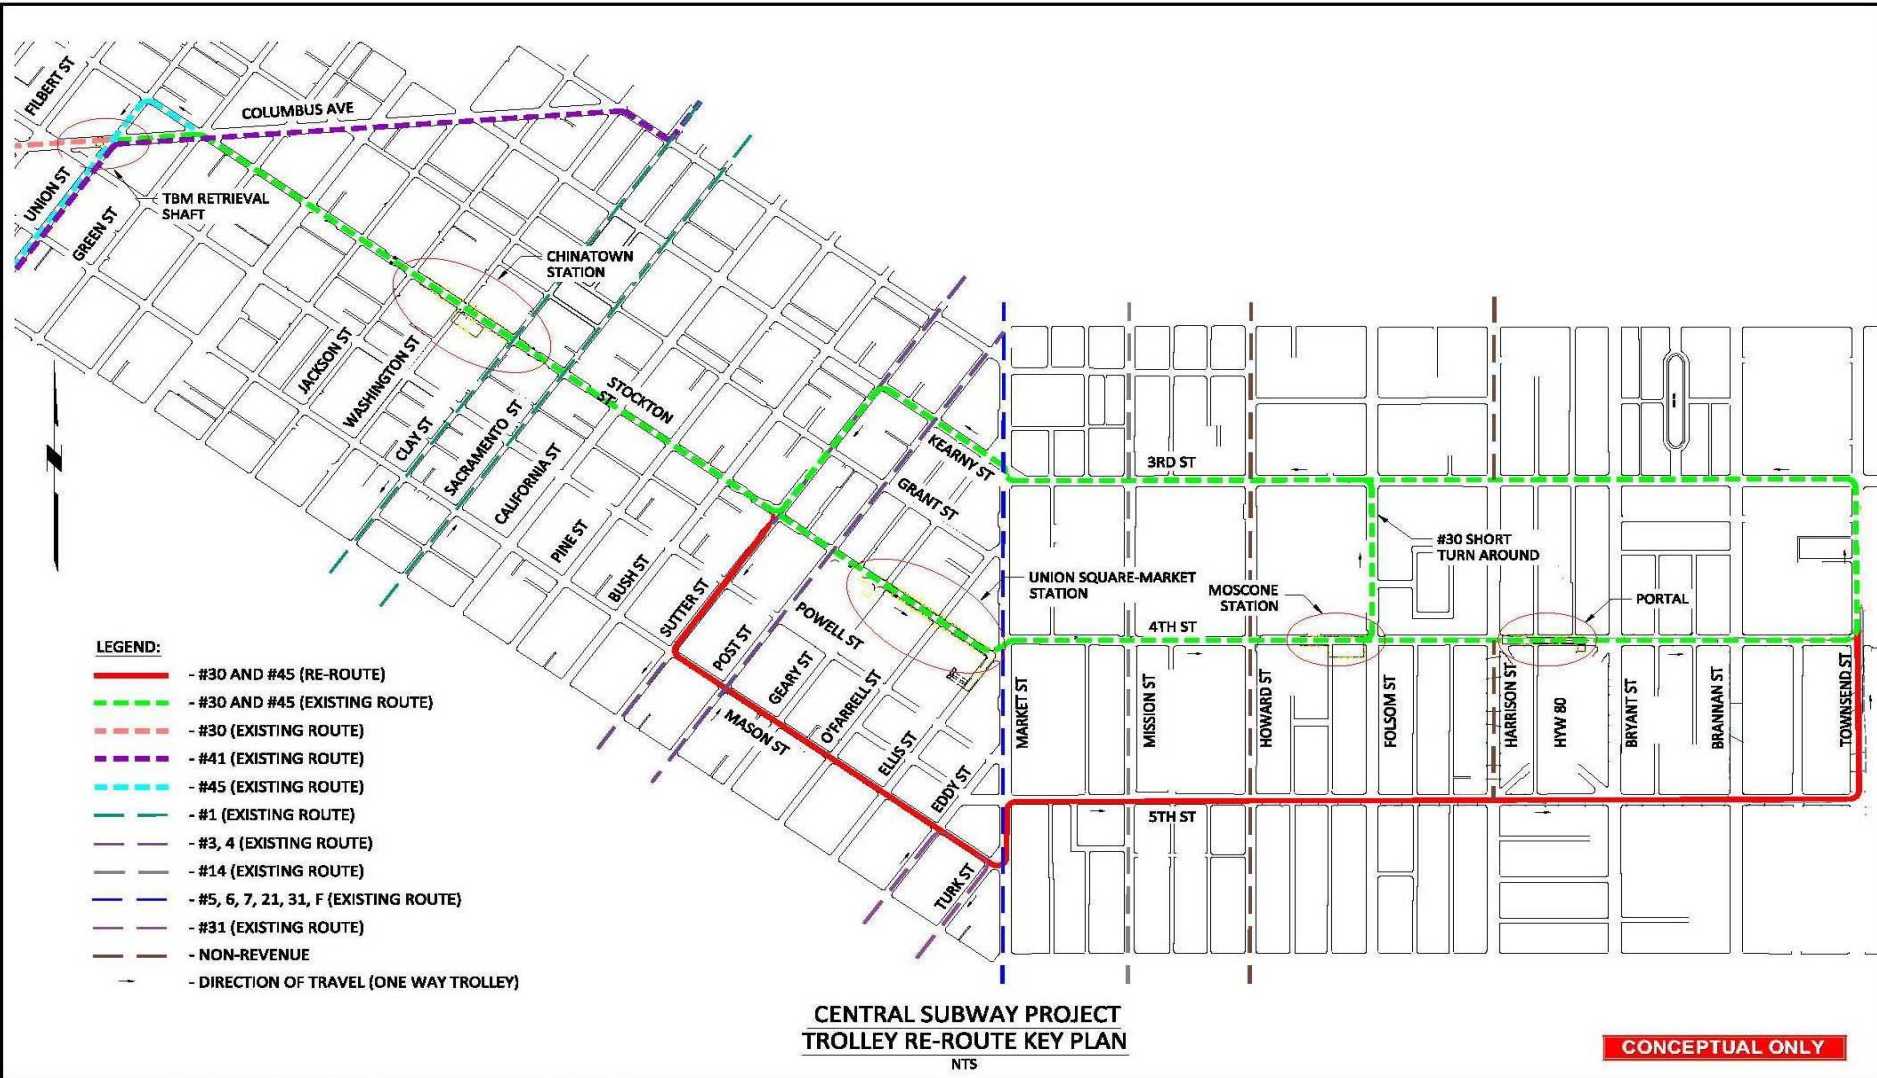 FILBERT ST
COLUMBUS AVE
UNION ST
GREEN ST
TBM RETRIEVAL
SHAFT
CHINATOWN
STATION
JACKSON ST
WASHINGTON ST
CLAY ST
SACRAMENTO ST
CALIFORNIA ST
STOCKTON
ST
PINE ST
BUSH ST
SUTTER ST
POST ST
KEARNY ST
GRANT ST
POWELL ST
GEARY ST
MASON ST
O'FARRELL ST
ELLIS ST
EDDY ST
TURK ST
3RD ST
#30 SHORT
TURN AROUND
UNION SQUARE-MARKET
STATION
MOSCONE
STATION
PORTAL
4TH ST
MARKET ST
MISSION ST
HOWARD ST
FOLSOM ST
HARRISON ST
HYW 80
BRYANT ST
BRANNAN ST
TOWNSEND ST
5TH ST
LEGEND:
- #30 AND #45 (RE-ROUTE)
- #30 AND #45 (EXISTING ROUTE)
- #30 (EXISTING ROUTE)
- #41 (EXISTING ROUTE)
- #45 (EXISTING ROUTE)
- #1 (EXISTING ROUTE)
- #3, 4 (EXISTING ROUTE)
- #14 (EXISTING ROUTE)
- #5, 6, 7, 21, 31, F (EXISTING ROUTE)
- #31 (EXISTING ROUTE)
- NON-REVENUE
- DIRECTION OF TRAVEL (ONE WAY TROLLEY)
CENTRAL SUBWAY PROJECT
TROLLEY RE-ROUTE KEY PLAN
NTS
CONCEPTUAL ONLY